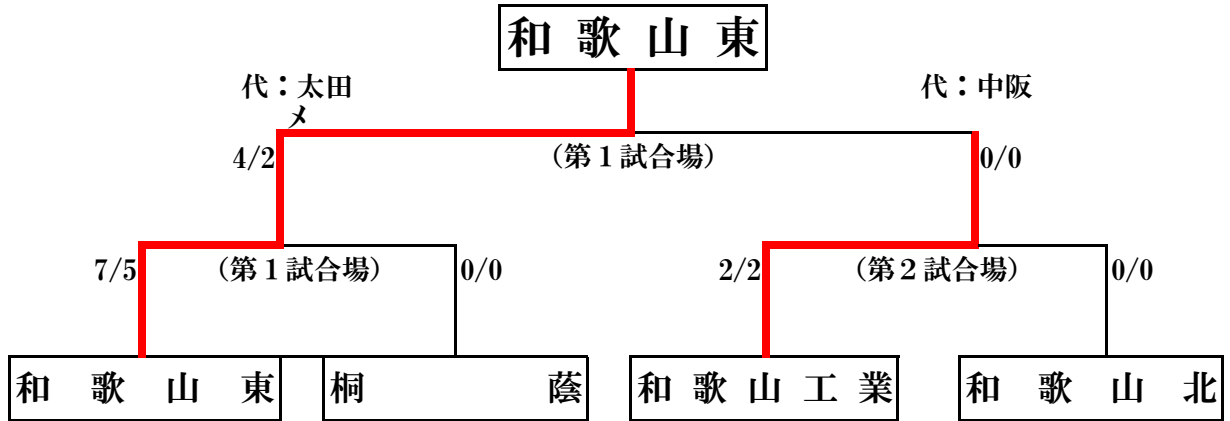 和歌山東
代：太田 代：中阪
メ
4/2 （第１試合場） 0/0
7/5 （第１試合場） 0/0 2/2 （第２試合場） 0/0
和歌山東 桐蔭 和歌山工業 和歌山北